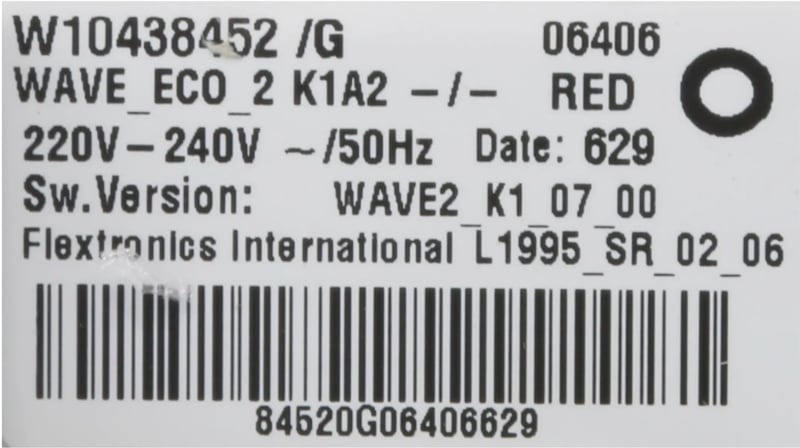 W10438452 /G 06406
WAVE_ECO_2 K1A2 -/- RED
220V-240V ~/50Hz Date: 629
Sw.Version: WAVE2_K1_07_00
Flextronics International L1995_SR_02_06
84520G06406629